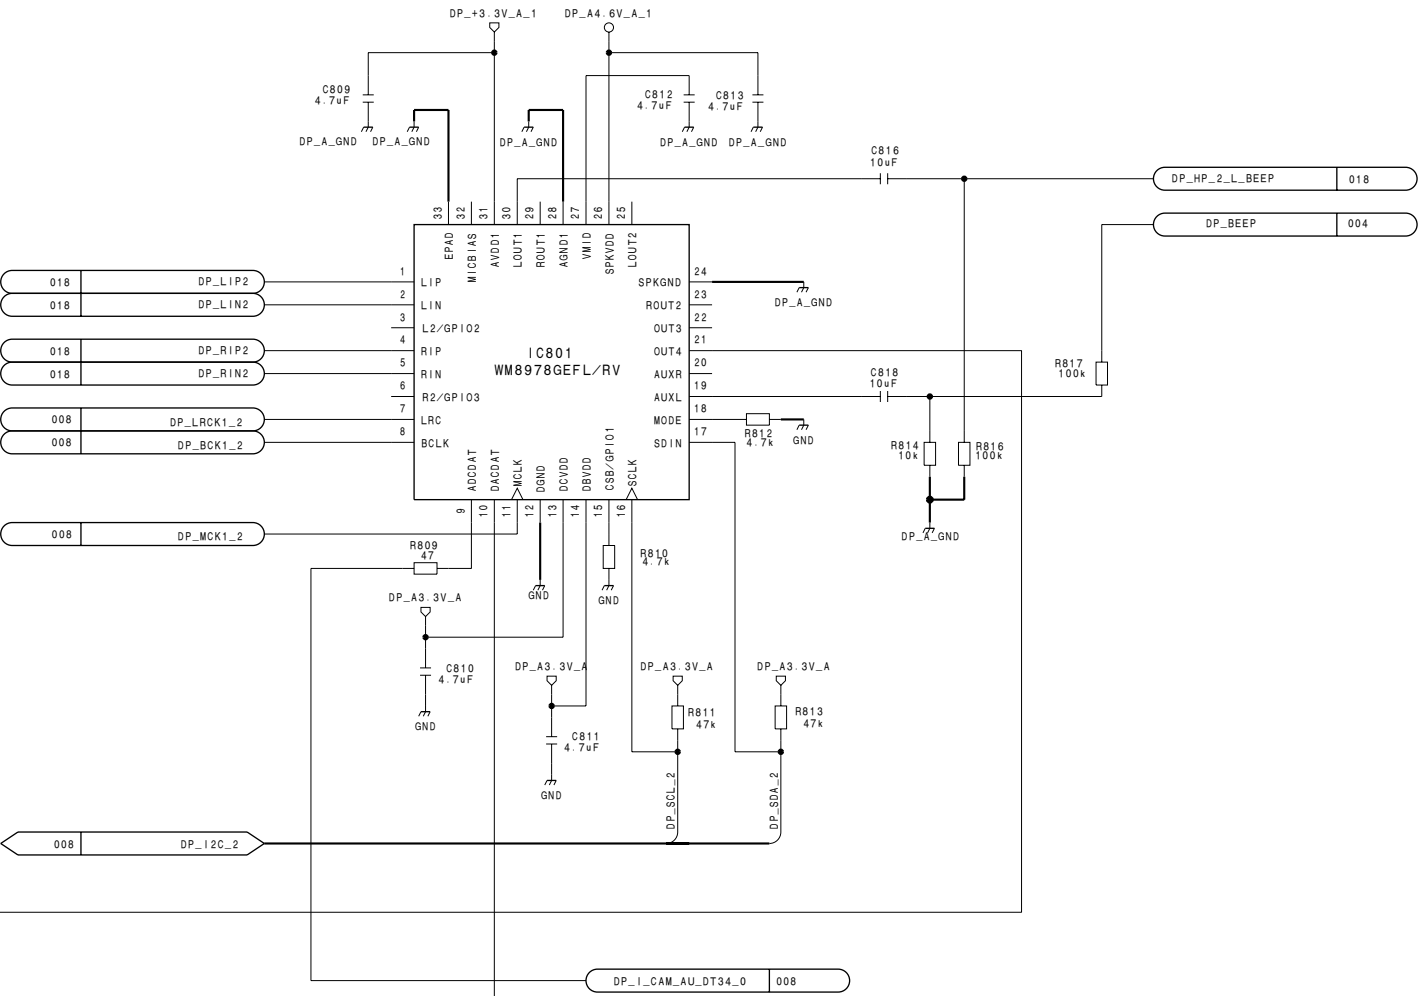 DP_+3.3V_A_1
DP_A4.6V_A_1
C809
4.7uF
C812
4.7uF
C813
4.7uF
DP_A_GND
DP_A_GND
DP_A_GND
DP_A_GND
DP_A_GND
C816
10uF
DP_HP_2_L_BEEP 018
DP_BEEP 004
33
32
31
30
29
28
27
26
25
EPAD
MICBIAS
AVDD1
LOUT1
ROUT1
AGND1
VMID
SPKVDD
LOUT2
018 DP_LIP2
018 DP_LIN2
018 DP_RIP2
018 DP_RIN2
008 DP_LRCK1_2
008 DP_BCK1_2
008 DP_MCK1_2
1 LIP
2 LIN
3 L2/GPIO2
4 RIP
5 RIN
6 R2/GPIO3
7 LRC
8 BCLK
IC801
WM8978GEFL/RV
SPKGND 24
ROUT2 23
OUT3 22
OUT4 21
AUXR 20
AUXL 19
MODE 18
SDIN 17
DP_A_GND
R817
100k
C818
10uF
R812
4.7k
GND
R814
10k
R816
100k
DP_A_GND
ADCDAT
DACDAT
MCLK
DGND
DCVDD
DBVDD
CSB/GPIO1
SCLK
9
10
11
12
13
14
15
16
R809
47
R810
4.7k
GND
GND
DP_A3.3V_A
C810
4.7uF
GND
DP_A3.3V_A
DP_A3.3V_A
DP_A3.3V_A
C811
4.7uF
GND
R811
47k
R813
47k
DP_SCL_2
DP_SDA_2
008 DP_I2C_2
DP_I_CAM_AU_DT34_0 008